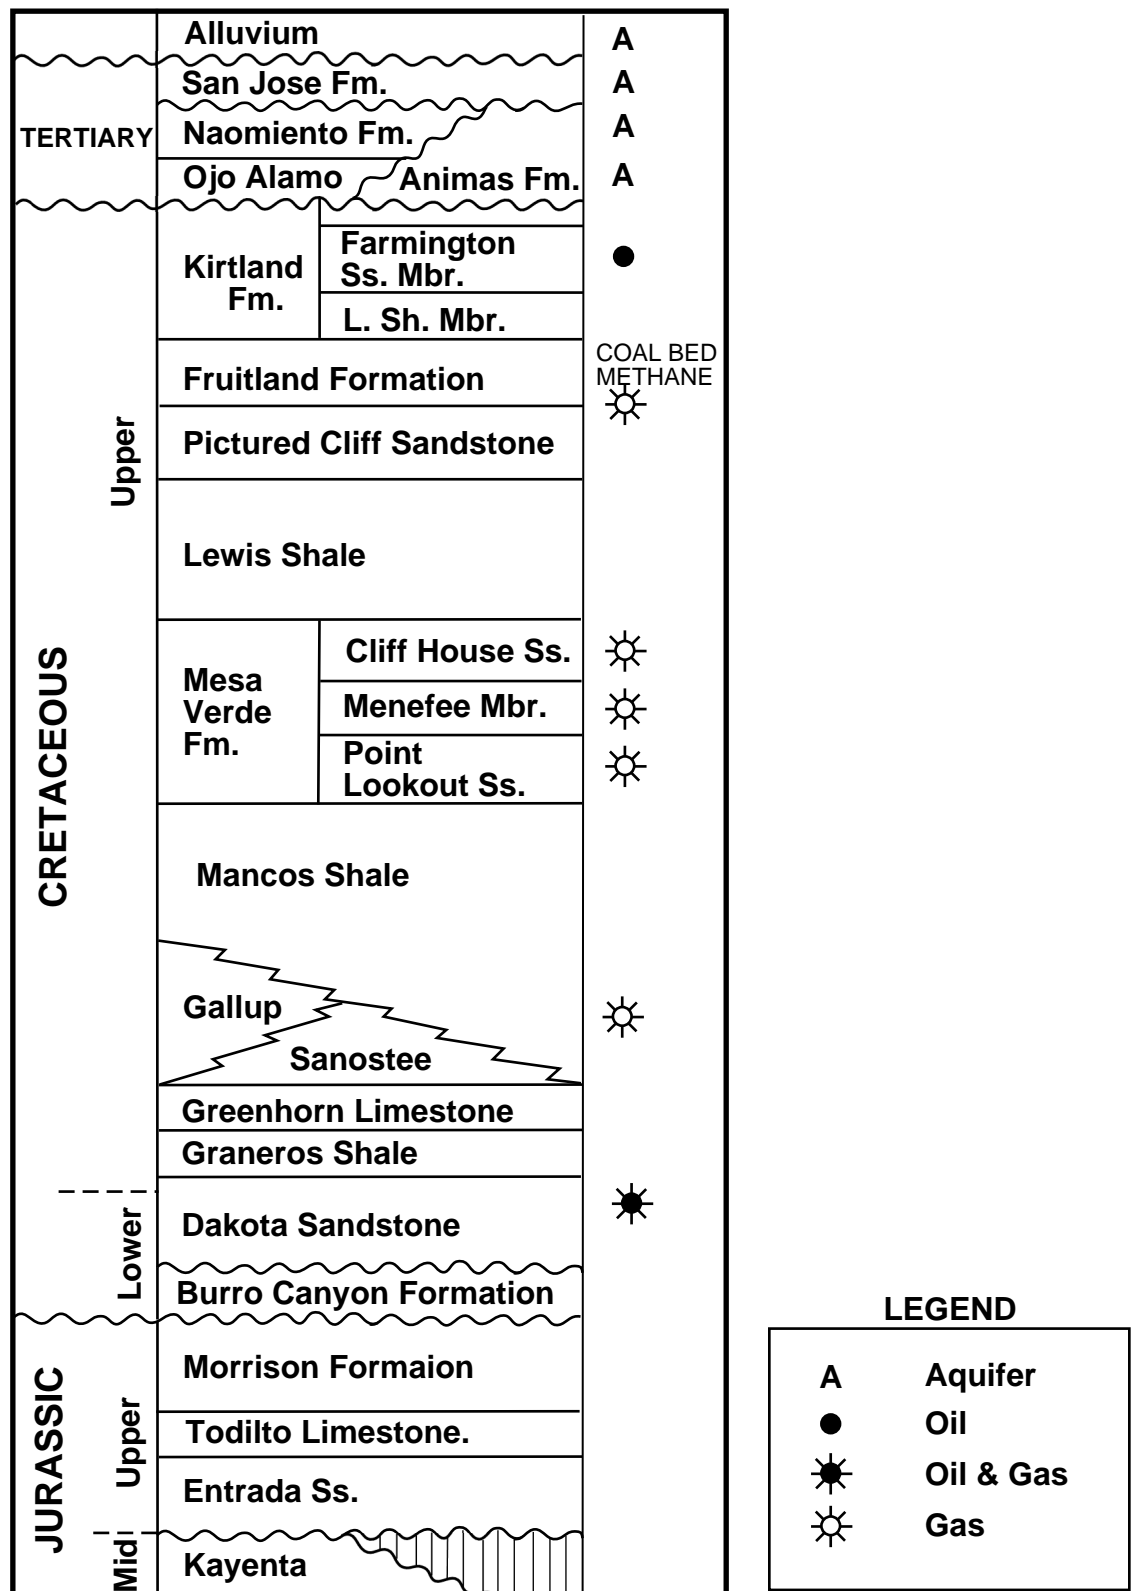 Alluvium A
San Jose Fm. A
TERTIARY Naomiento Fm. A
Ojo Alamo Animas Fm. A
Kirtland
Fm.
Farmington
Ss. Mbr.
L. Sh. Mbr.
COAL BED
METHANE
Fruitland Formation
Pictured Cliff Sandstone
Upper
Lewis Shale
CRETACEOUS
Mesa
Verde
Fm.
Cliff House Ss.
Menefee Mbr.
Point
Lookout Ss.
Mancos Shale
Gallup
Sanostee
Greenhorn Limestone
Graneros Shale
Lower
Dakota Sandstone
Burro Canyon Formation
JURASSIC
Upper
Morrison Formaion
Todilto Limestone.
Entrada Ss.
Mid
Kayenta
LEGEND
A Aquifer
Oil
Oil & Gas
Gas